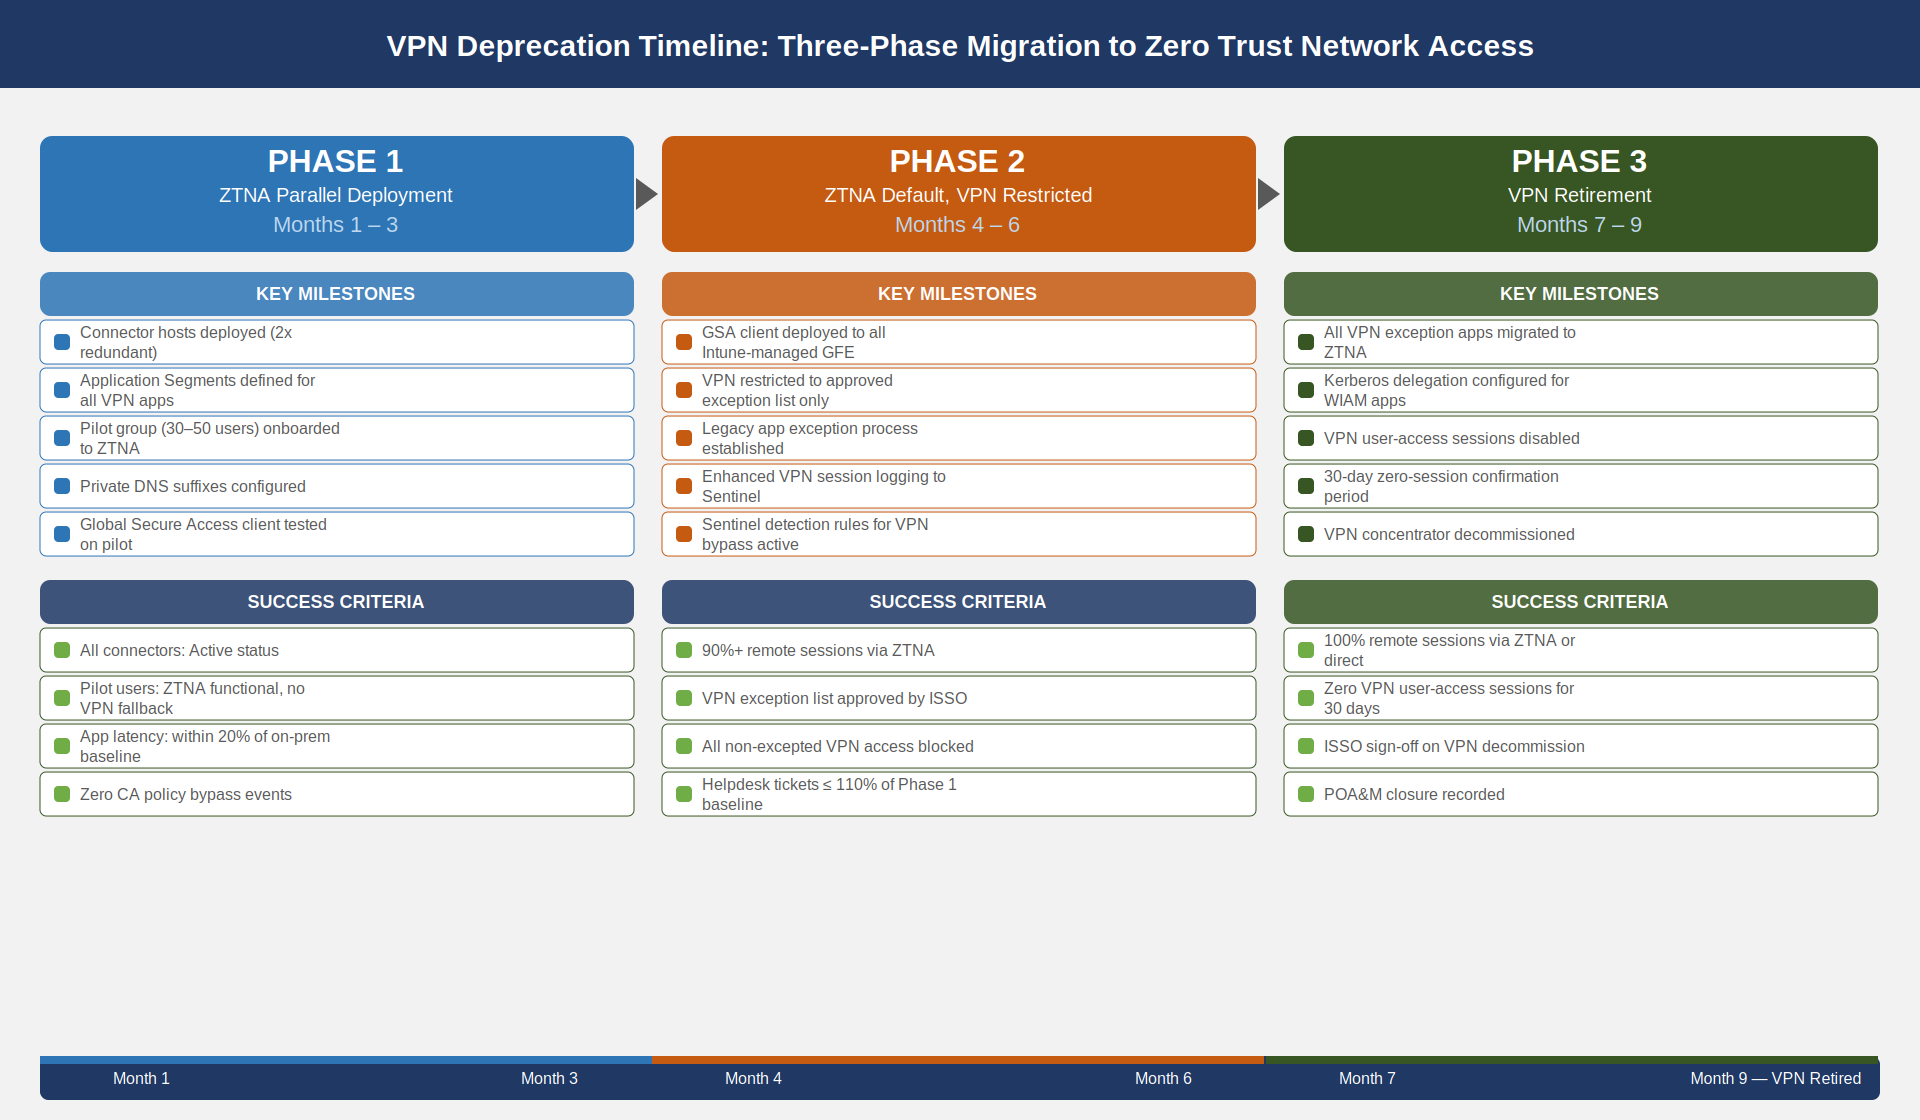 VPN Deprecation Timeline: Three-Phase Migration to Zero Trust Network Access
PHASE 1
ZTNA Parallel Deployment
Months 1 – 3
KEY MILESTONES
Connector hosts deployed (2x
redundant)
Application Segments defined for
all VPN apps
Pilot group (30–50 users) onboarded
to ZTNA
Private DNS suffixes configured
Global Secure Access client tested
on pilot
SUCCESS CRITERIA
All connectors: Active status
Pilot users: ZTNA functional, no
VPN fallback
App latency: within 20% of on-prem
baseline
Zero CA policy bypass events
PHASE 2
ZTNA Default, VPN Restricted
Months 4 – 6
KEY MILESTONES
GSA client deployed to all
Intune-managed GFE
VPN restricted to approved
exception list only
Legacy app exception process
established
Enhanced VPN session logging to
Sentinel
Sentinel detection rules for VPN
bypass active
SUCCESS CRITERIA
90%+ remote sessions via ZTNA
VPN exception list approved by ISSO
All non-excepted VPN access blocked
Helpdesk tickets ≤ 110% of Phase 1
baseline
PHASE 3
VPN Retirement
Months 7 – 9
KEY MILESTONES
All VPN exception apps migrated to
ZTNA
Kerberos delegation configured for
WIAM apps
VPN user-access sessions disabled
30-day zero-session confirmation
period
VPN concentrator decommissioned
SUCCESS CRITERIA
100% remote sessions via ZTNA or
direct
Zero VPN user-access sessions for
30 days
ISSO sign-off on VPN decommission
POA&M closure recorded
Month 1
Month 3
Month 4
Month 6
Month 7
Month 9 — VPN Retired